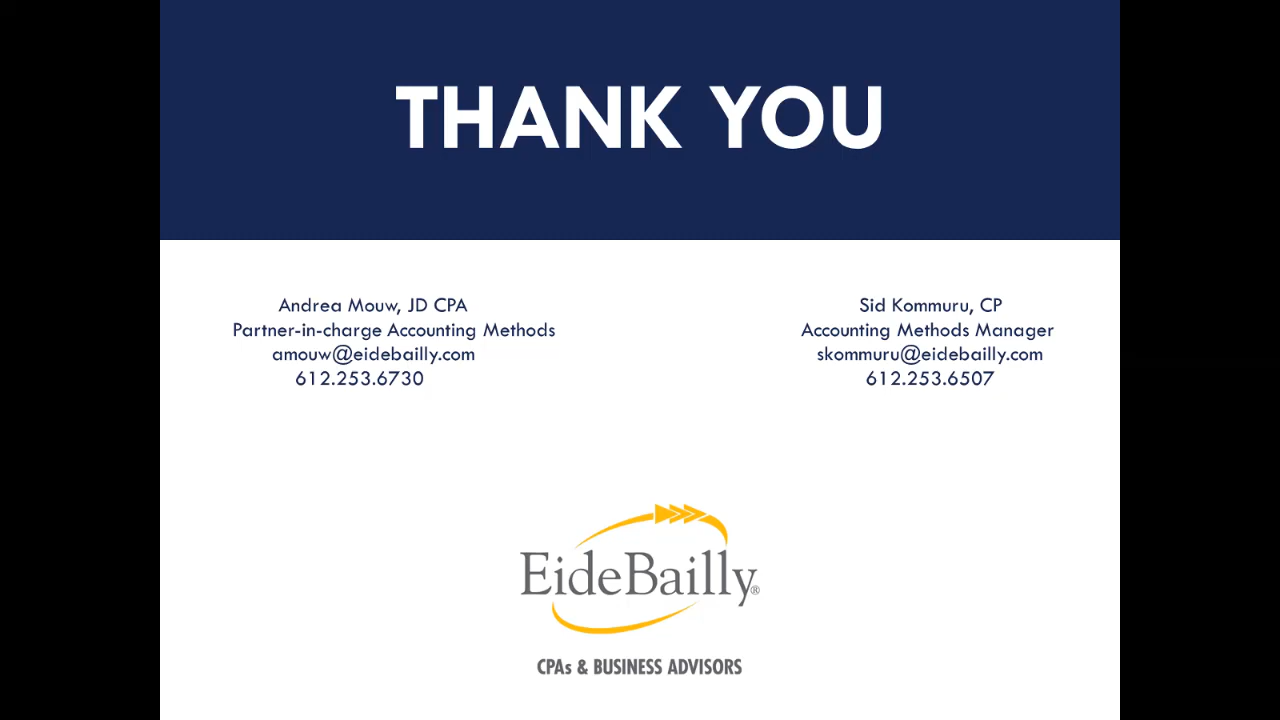 THANK YOU
Andrea Mouw, JD CPA
Partner-in-charge Accounting Methods
amouw@eidebailly.com
612.253.6730
Sid Kommuru, CP
Accounting Methods Manager
skommuru@eidebailly.com
612.253.6507
EideBailly®
CPAs & BUSINESS ADVISORS